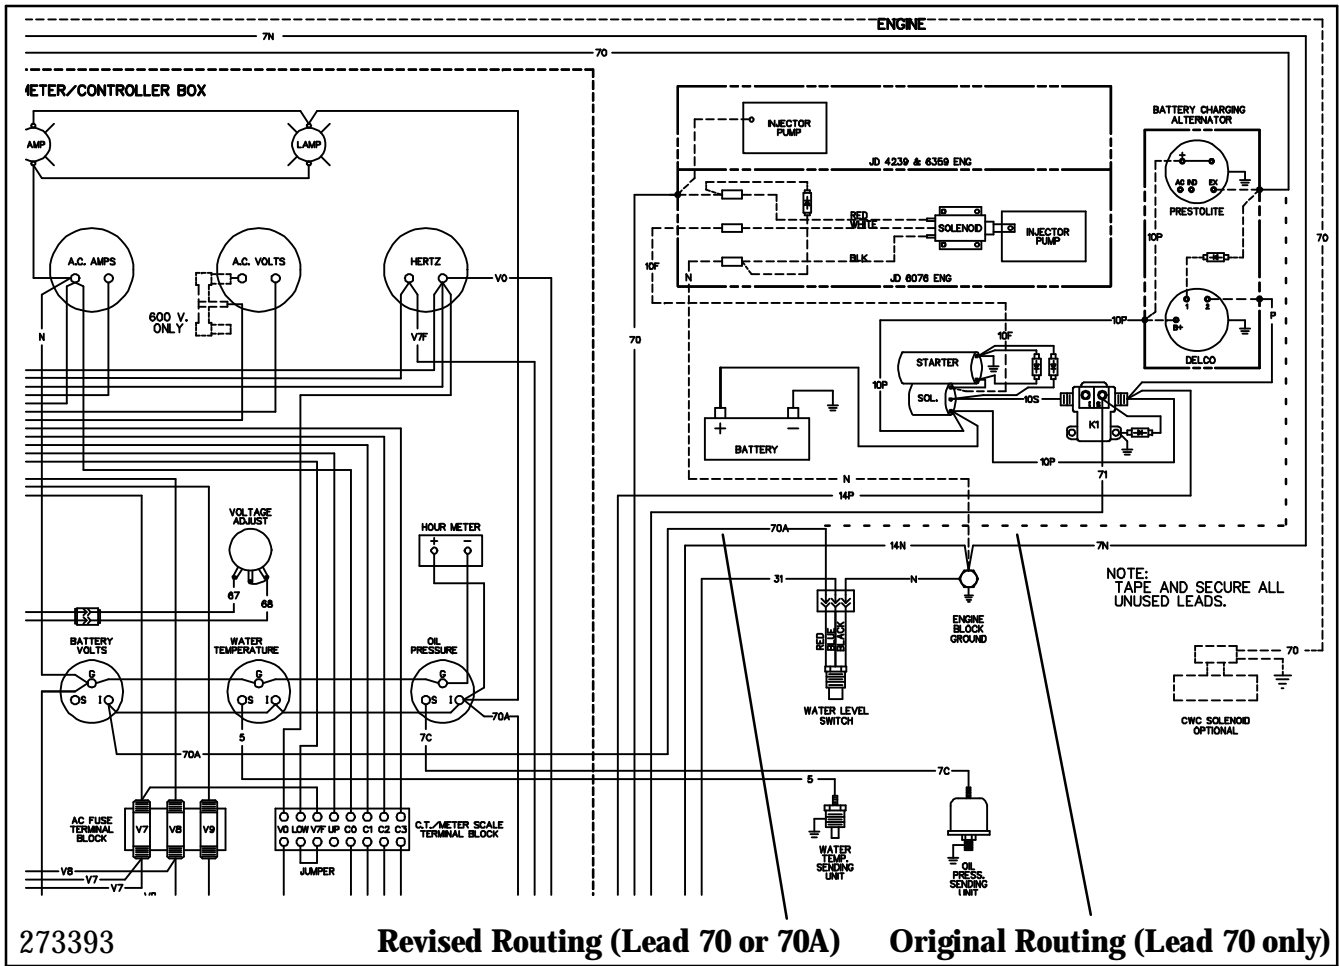 ENGINE
7N
70
METER/CONTROLLER BOX
AMP
LAMP
A.C. AMPS
A.C. VOLTS
HERTZ
600 V.
ONLY
N
V7F
V0
VOLTAGE
ADJUST
67
68
HOUR METER
+ −
BATTERY
VOLTS
WATER
TEMPERATURE
OIL
PRESSURE
G
S I
G
S I
G
S I
5
7C
70A
70A
AC FUSE
TERMINAL
BLOCK
V7 V8 V9
V0 LOW V7F UP C0 C1 C2 C3
C.T./METER SCALE
TERMINAL BLOCK
JUMPER
V8
V7
V7
INJECTOR
PUMP
JD 4239 & 6359 ENG
RED
WHITE
BLK
SOLENOID
INJECTOR
PUMP
JD 6076 ENG
10F
N
70
BATTERY CHARGING
ALTERNATOR
+
AC IND EX
PRESTOLITE
10P
1 2
B+
DELCO
P
70
10P
10F
STARTER
SOL.
10P
10S
I S
K1
+ −
BATTERY
10P
71
N
14P
70A
14N
7N
31
N
RED
BLUE
BLACK
WATER LEVEL
SWITCH
ENGINE
BLOCK
GROUND
NOTE:
TAPE AND SECURE ALL
UNUSED LEADS.
70
CWC SOLENOID
OPTIONAL
7C
5
WATER
TEMP.
SENDING
UNIT
OIL
PRESS.
SENDING
UNIT
273393
Revised Routing (Lead 70 or 70A)
Original Routing (Lead 70 only)